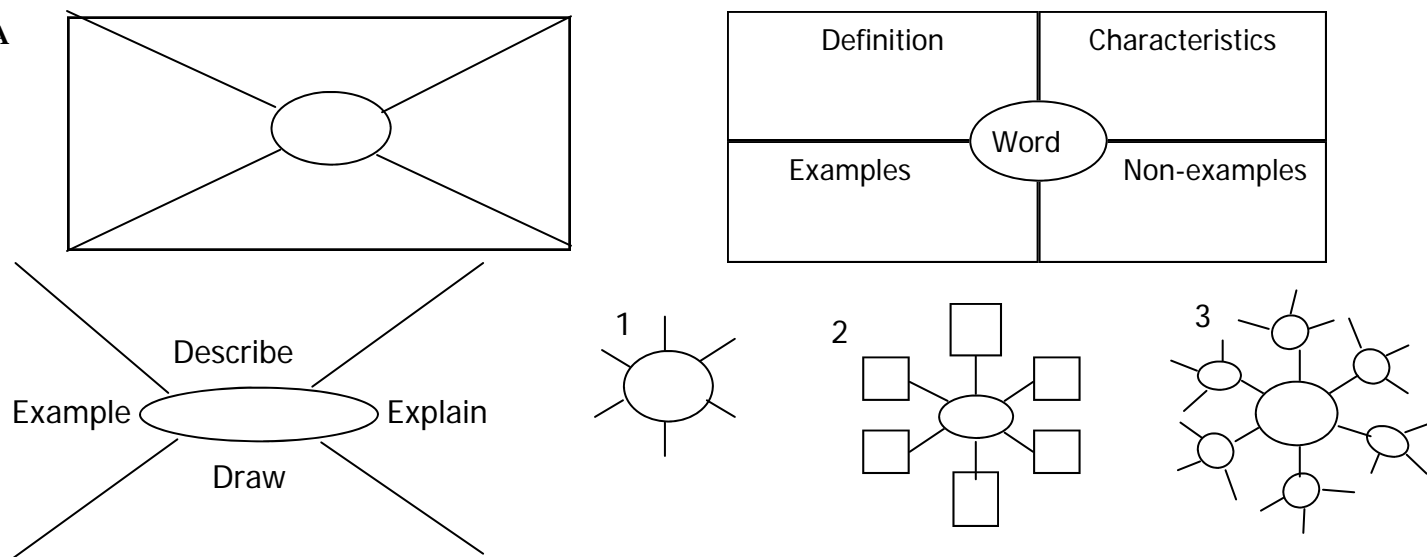 A
Definition
Characteristics
Word
Examples
Non-examples
Describe
Example
Explain
Draw
1
2
3